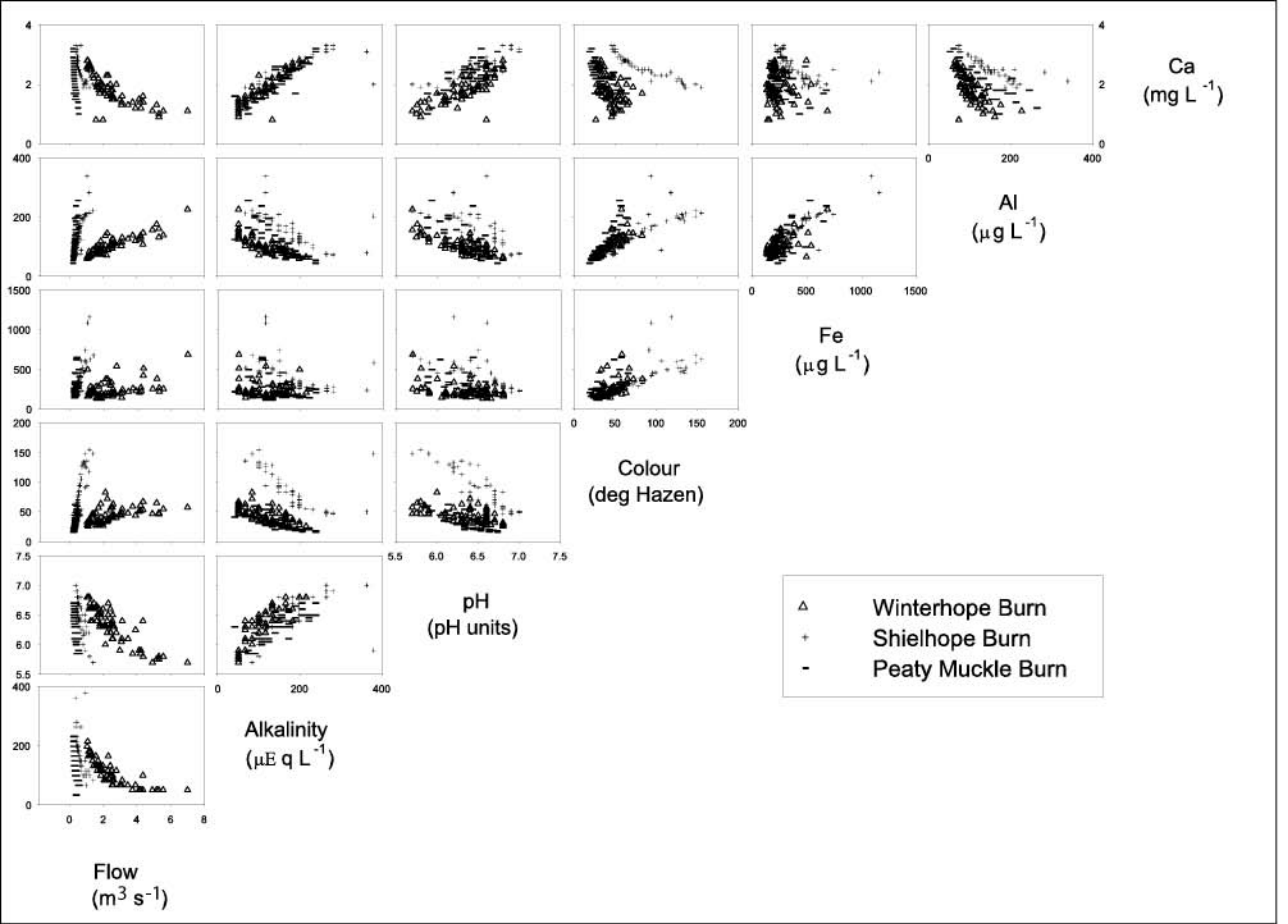 4 4
Ca
2 2
(mg L -1)
0 0
0 200 400
400
Al
200
(μg L-1)
0
0 500 1000 1500
1500
1000
Fe
(μg L-1)
500
0
0 50 100 200
200
150
Colour
100
(deg Hazen)
50
0
5.5 6.0 6.5 7.0 7.5
7.5
7.0
pH
Winterhope Burn
6.5
(pH units)
Shielhope Burn
6.0
Peaty Muckle Burn
5.5
0 200 400
400
Alkalinity
200
(μE q L-1)
0
0 2 4 6 8
Flow
(m3 s-1)